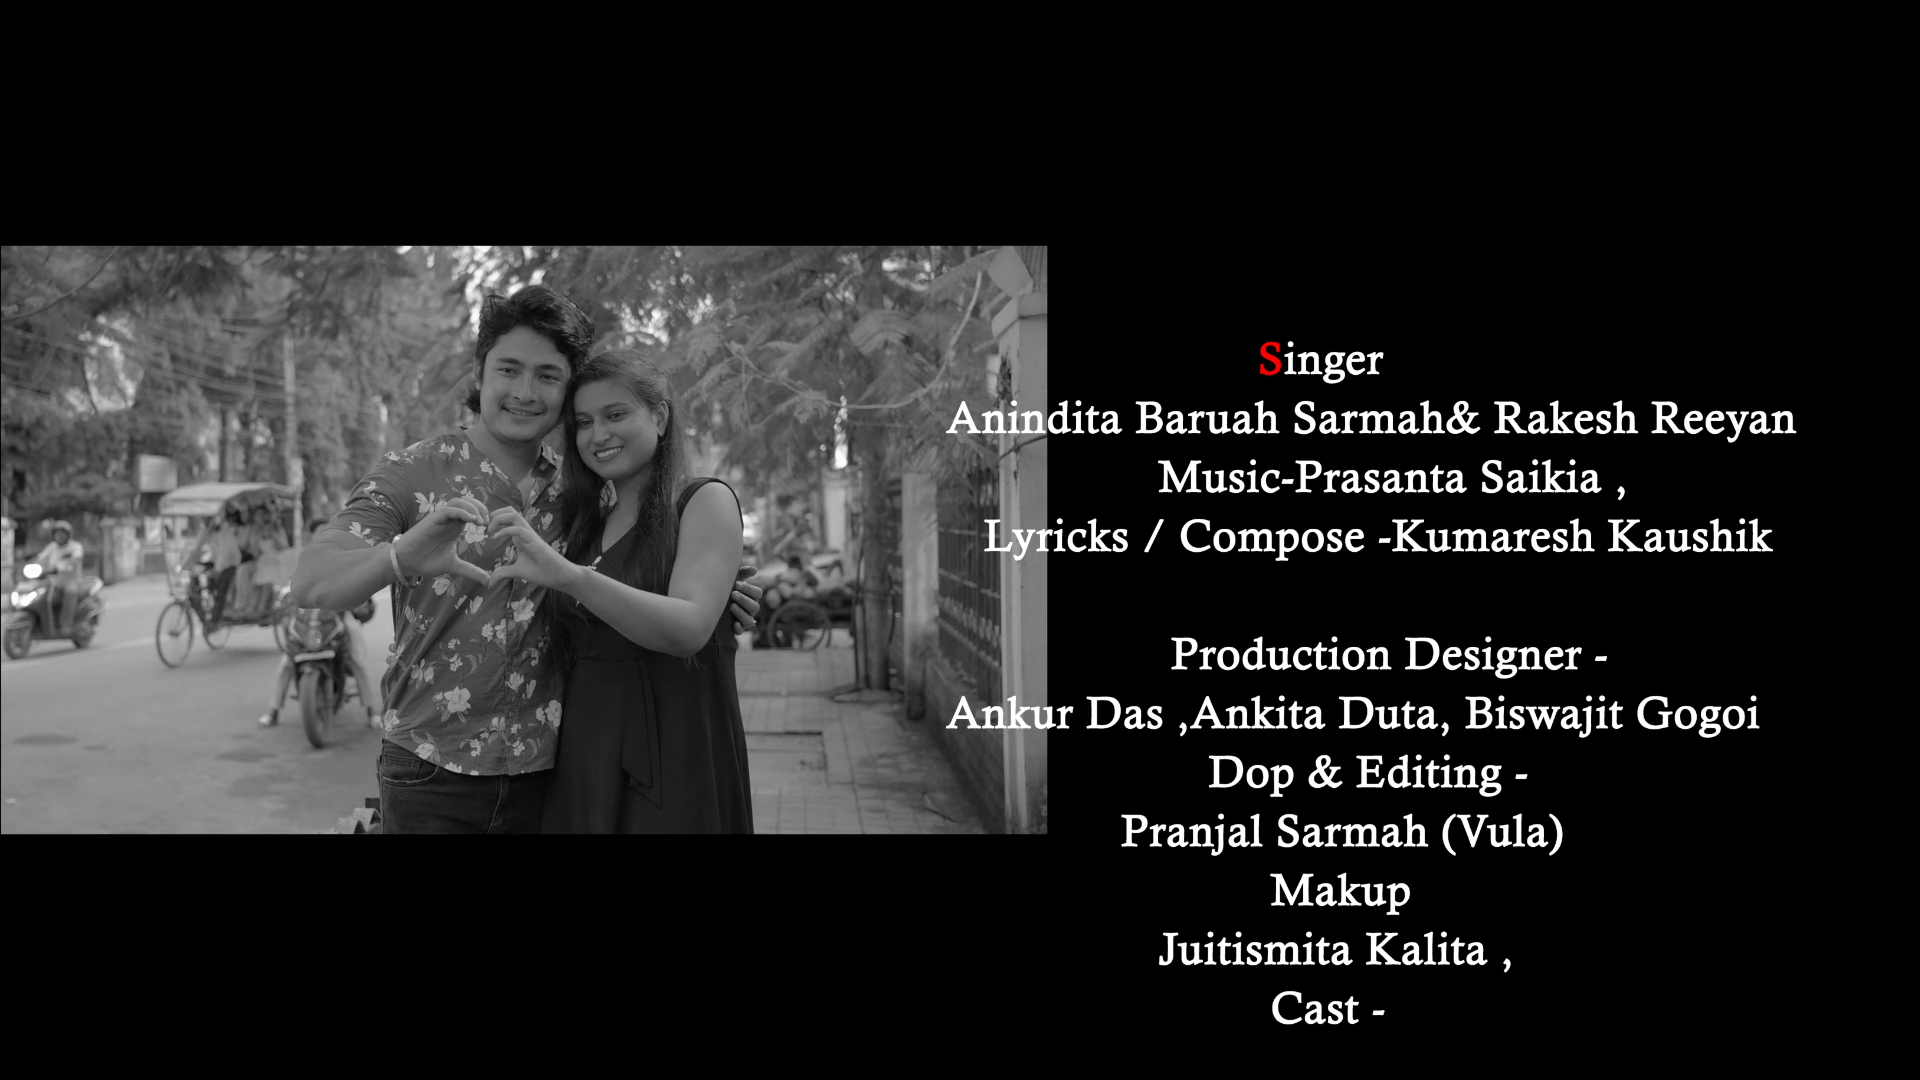 Singer
Anindita Baruah Sarmah& Rakesh Reeyan
Music-Prasanta Saikia ,
Lyricks / Compose -Kumaresh Kaushik
Production Designer -
Ankur Das ,Ankita Duta, Biswajit Gogoi
Dop & Editing -
Pranjal Sarmah (Vula)
Makup
Juitismita Kalita ,
Cast -